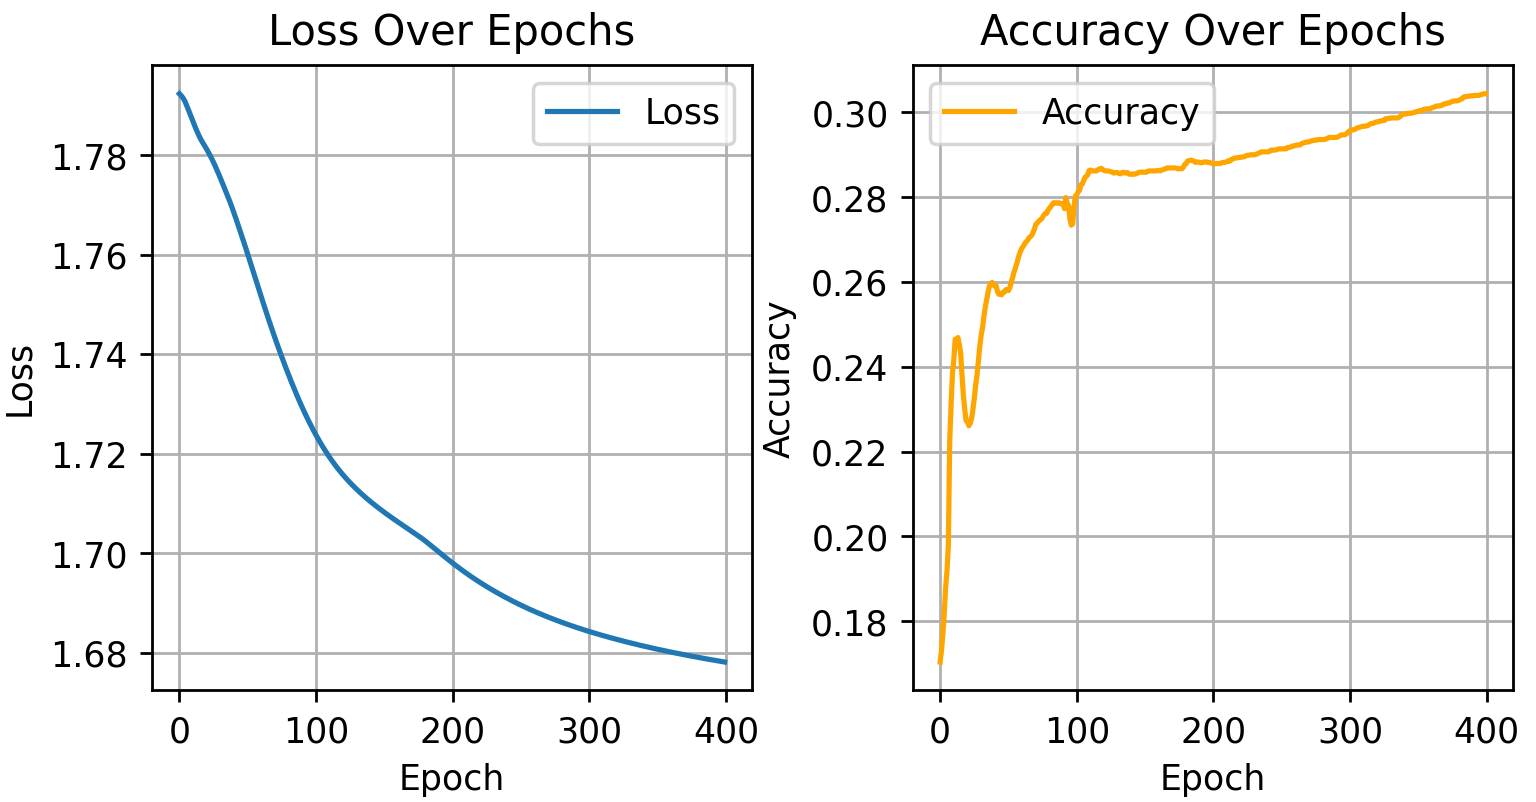 Loss Over Epochs
Loss
1.78
1.76
1.74
1.72
1.70
1.68
Loss
0 100 200 300 400
Epoch
Accuracy Over Epochs
Accuracy
0.30
0.28
0.26
0.24
0.22
0.20
0.18
Accuracy
0 100 200 300 400
Epoch